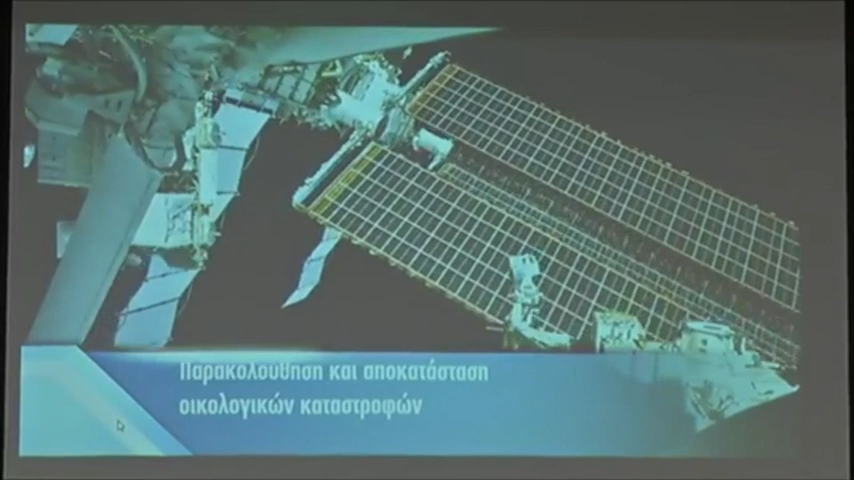 Παρακολούθηση και αποκατάσταση
οικολογικών καταστροφών